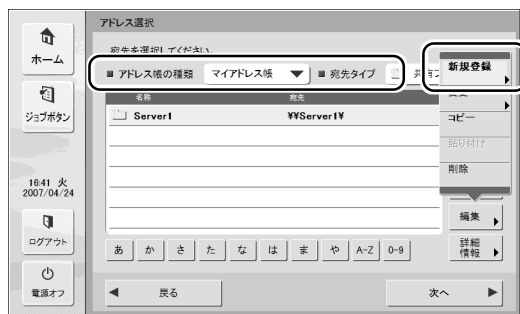 アドレス選択
ホーム
宛先を選択してください。
■ アドレス帳の種類 マイアドレス帳 ▼ ■ 宛先タイプ 共有フ
新規登録
変更
コピー
貼り付け
削除
名称 宛先
Server1 ¥¥Server1¥
ジョブボタン
16:41 火
2007/04/24
ログアウト
電源オフ
編集
あ か さ た な は ま や A-Z 0-9
詳細
情報
戻る
次へ